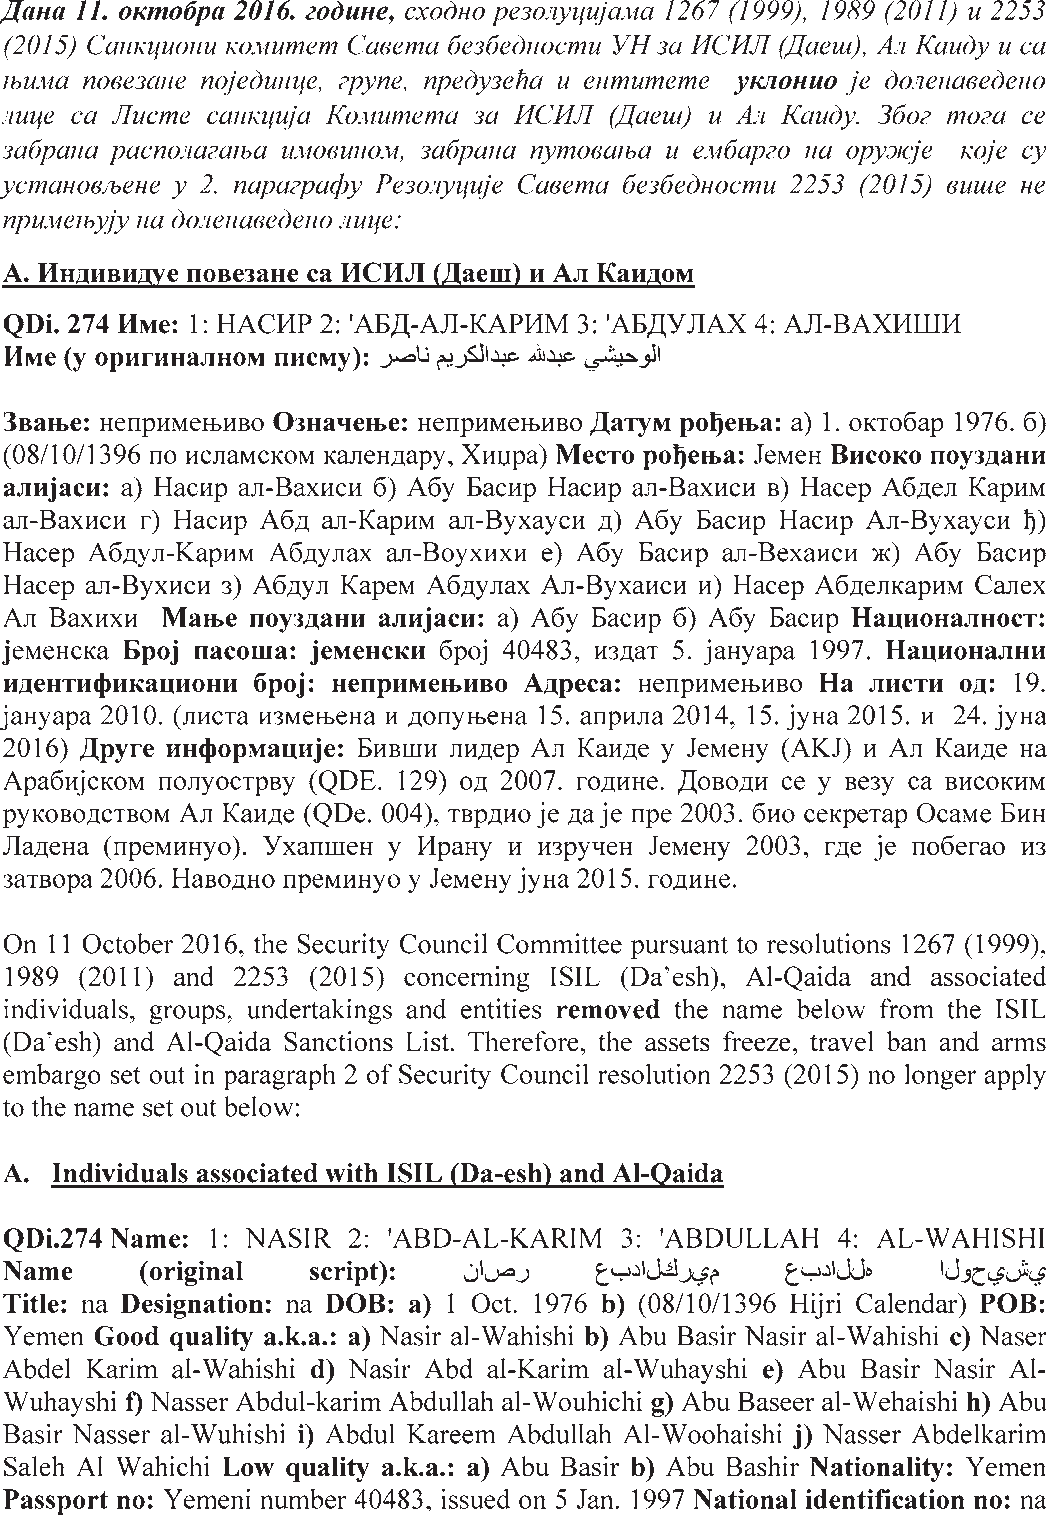 Дана 11. октобра 2016. године, сходно резолуцијама 1267 (1999), 1989 (2011) и 2253
(2015) Санкциони комитет Савета безбедности УН за ИСИЛ (Даеш), Ал Каиду и са
њима повезане појединце, групе, предузећа и ентитете уклонио је доленаведено
лице са Листе санкција Комитета за ИСИЛ (Даеш) и Ал Каиду. Због тога се
забрана располагања имовином, забрана путовања и ембарго на оружје које су
установљене у 2. параграфу Резолуције Савета безбедности 2253 (2015) више не
примењују на доленаведено лице:
А. Индивидуе повезане са ИСИЛ (Даеш) и Ал Каидом
QDi. 274 Име: 1: НАСИР 2: 'АБД-АЛ-КАРИМ 3: 'АБДУЛАХ 4: АЛ-ВАХИШИ
Име (у оригиналном писму): الوحيشي عبدالله عبدالكريم ناصر
Звање: непримењиво Означење: непримењиво Датум рођења: а) 1. октобар 1976. б)
(08/10/1396 по исламском календару, Хиџра) Место рођења: Јемен Високо поуздани
алијаси: а) Насир ал-Вахиси б) Абу Басир Насир ал-Вахиси в) Насер Абдел Карим
ал-Вахиси г) Насир Абд ал-Карим ал-Вухауси д) Абу Басир Насир Ал-Вухауси ђ)
Насер Абдул-Карим Абдулах ал-Воухихи е) Абу Басир ал-Вехаиси ж) Абу Басир
Насер ал-Вухиси з) Абдул Карем Абдулах Ал-Вухаиси и) Насер Абделкарим Салех
Ал Вахихи Мање поуздани алијаси: а) Абу Басир б) Абу Басир Националност:
јеменска Број пасоша: јеменски број 40483, издат 5. јануара 1997. Национални
идентификациони број: непримењиво Адреса: непримењиво На листи од: 19.
јануара 2010. (листа измењена и допуњена 15. априла 2014, 15. јуна 2015. и 24. јуна
2016) Друге информације: Бивши лидер Ал Каиде у Јемену (AKJ) и Ал Каиде на
Арабијском полуострву (QDE. 129) од 2007. године. Доводи се у везу са високим
руководством Ал Каиде (QDe. 004), тврдио је да је пре 2003. био секретар Осаме Бин
Ладена (преминуо). Ухапшен у Ирану и изручен Јемену 2003, где је побегао из
затвора 2006. Наводно преминуо у Јемену јуна 2015. године.
On 11 October 2016, the Security Council Committee pursuant to resolutions 1267 (1999),
1989 (2011) and 2253 (2015) concerning ISIL (Da’esh), Al-Qaida and associated
individuals, groups, undertakings and entities removed the name below from the ISIL
(Da’esh) and Al-Qaida Sanctions List. Therefore, the assets freeze, travel ban and arms
embargo set out in paragraph 2 of Security Council resolution 2253 (2015) no longer apply
to the name set out below:
A. Individuals associated with ISIL (Da-esh) and Al-Qaida
QDi.274 Name: 1: NASIR 2: 'ABD-AL-KARIM 3: 'ABDULLAH 4: AL-WAHISHI
Name (original script): ناصر عبدالكريم عبدالله الوحيشي
Title: na Designation: na DOB: a) 1 Oct. 1976 b) (08/10/1396 Hijri Calendar) POB:
Yemen Good quality a.k.a.: a) Nasir al-Wahishi b) Abu Basir Nasir al-Wahishi c) Naser
Abdel Karim al-Wahishi d) Nasir Abd al-Karim al-Wuhayshi e) Abu Basir Nasir Al-
Wuhayshi f) Nasser Abdul-karim Abdullah al-Wouhichi g) Abu Baseer al-Wehaishi h) Abu
Basir Nasser al-Wuhishi i) Abdul Kareem Abdullah Al-Woohaishi j) Nasser Abdelkarim
Saleh Al Wahichi Low quality a.k.a.: a) Abu Basir b) Abu Bashir Nationality: Yemen
Passport no: Yemeni number 40483, issued on 5 Jan. 1997 National identification no: na